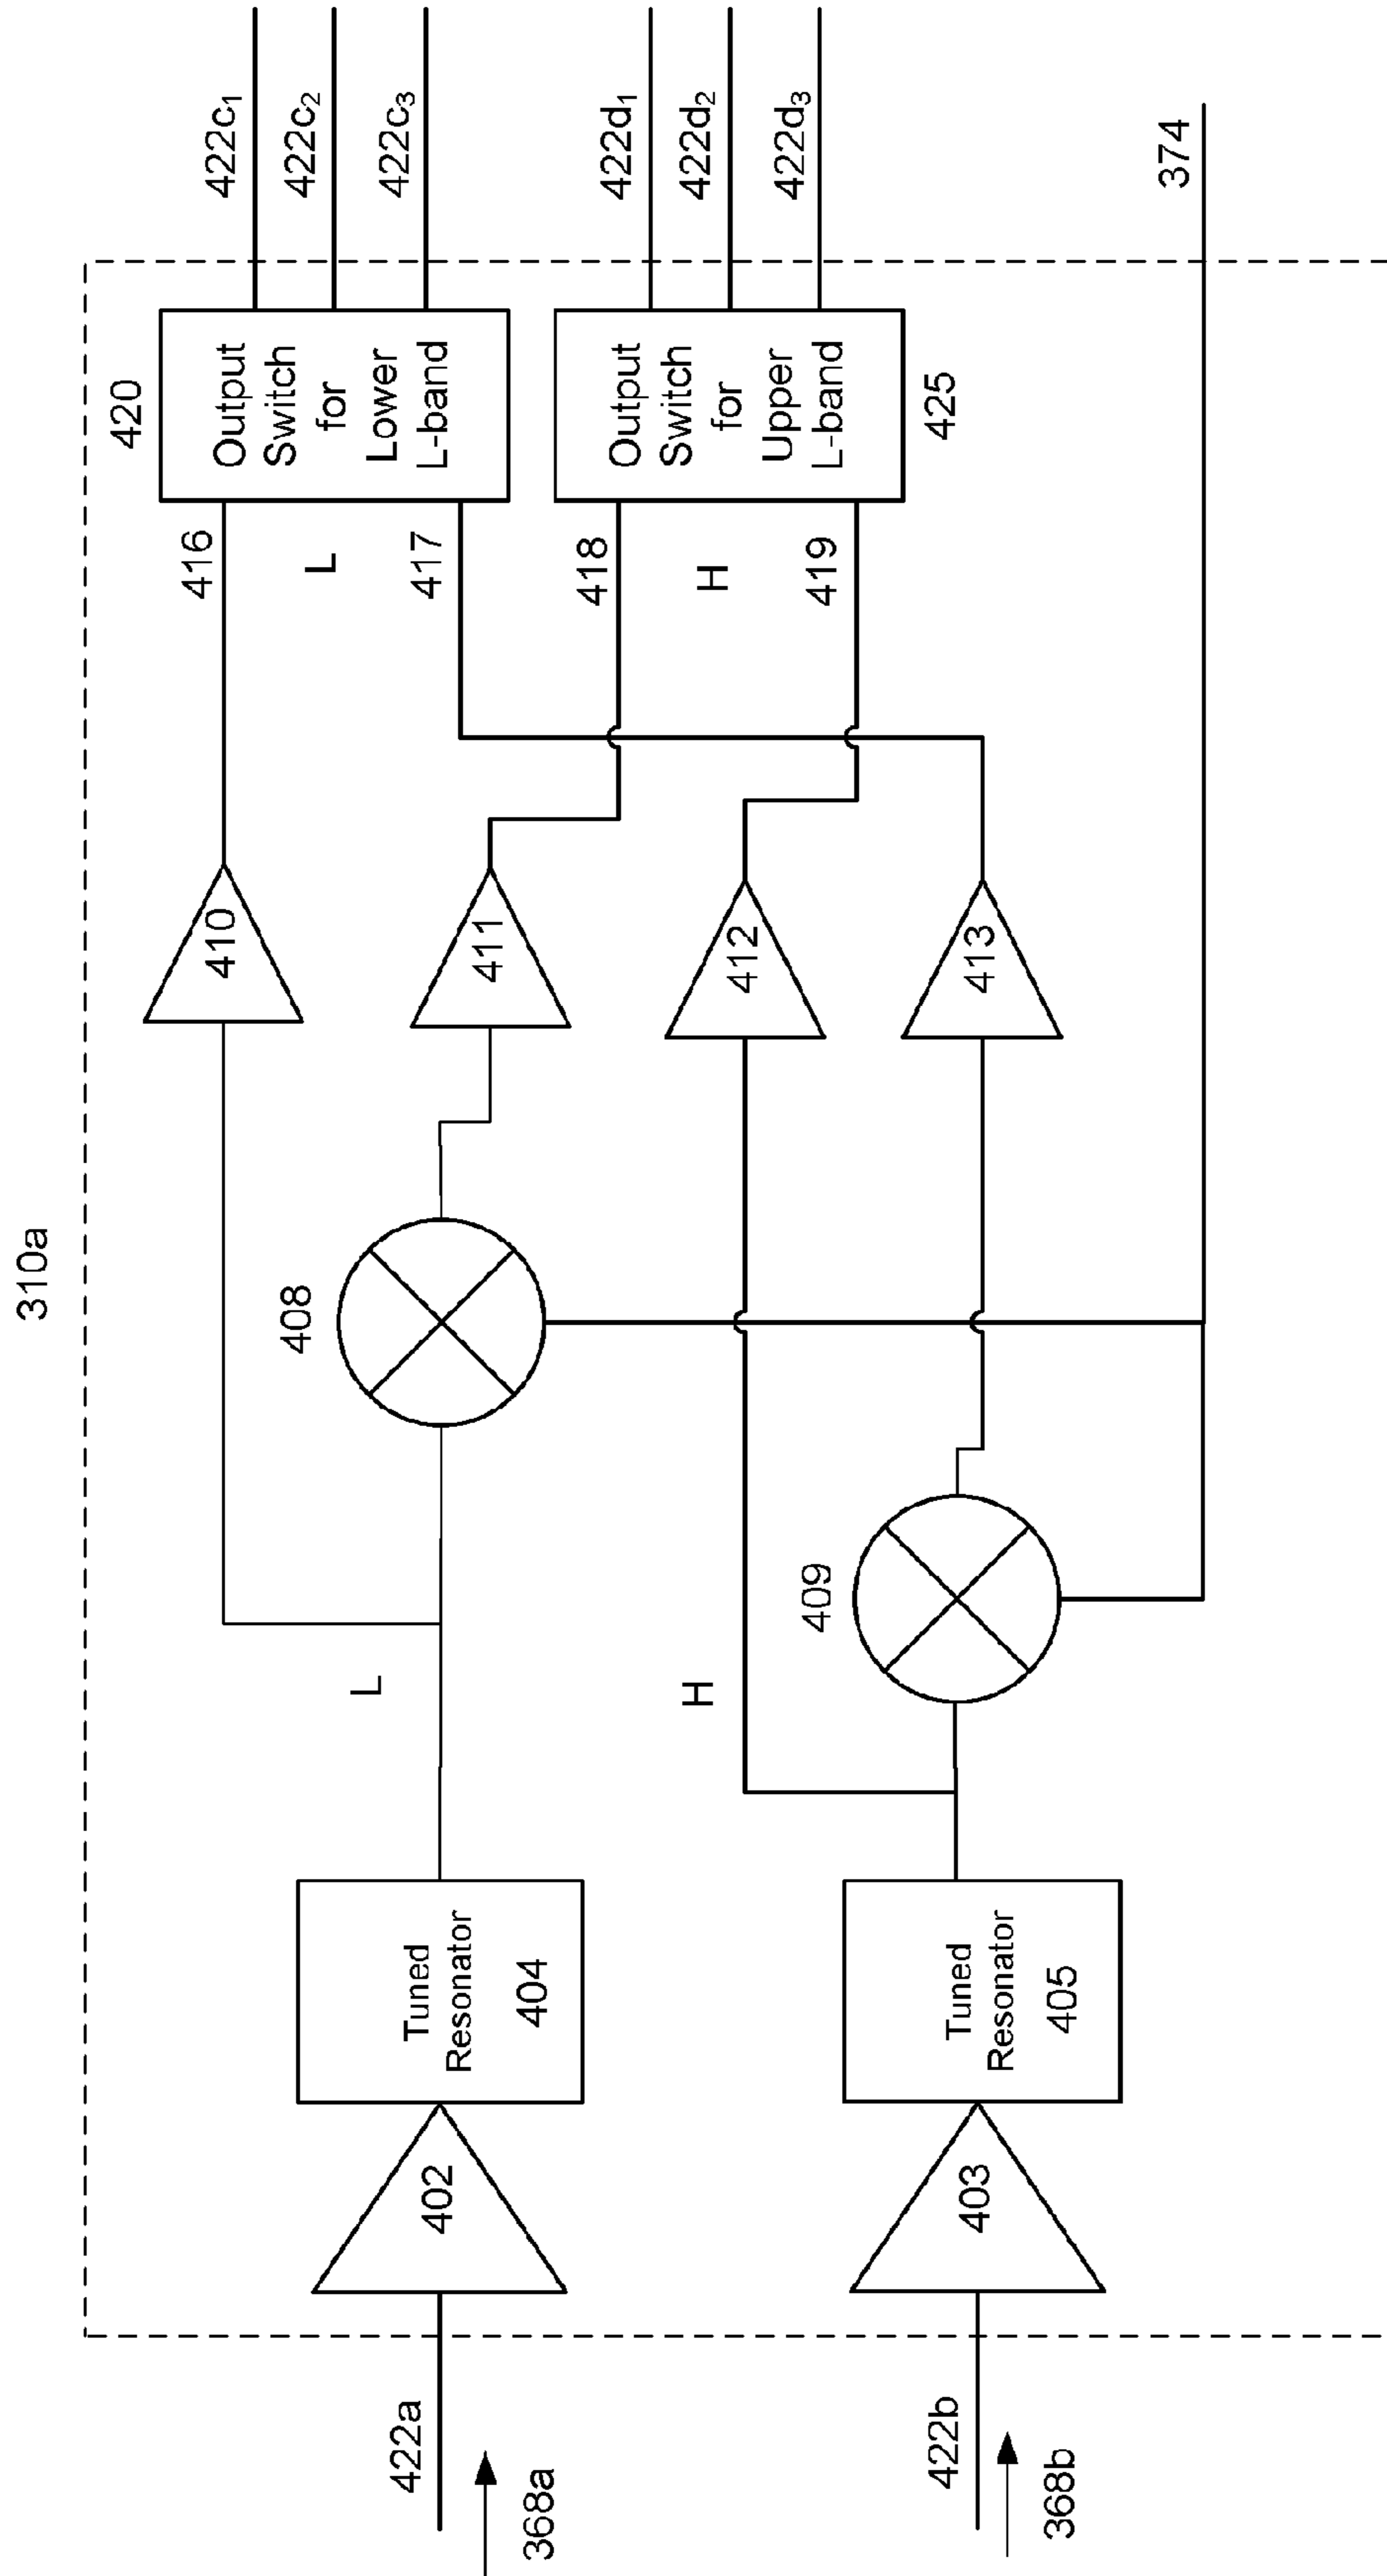 310a
420
422c1
422c2
422c3
Output
Switch
for
Lower
L-band
416
L
417
422d1
422d2
422d3
Output
Switch
for
Upper
L-band
425
418
H
419
374
410
411
412
413
408
409
L
H
Tuned
Resonator
404
Tuned
Resonator
405
402
403
422a
368a
422b
368b